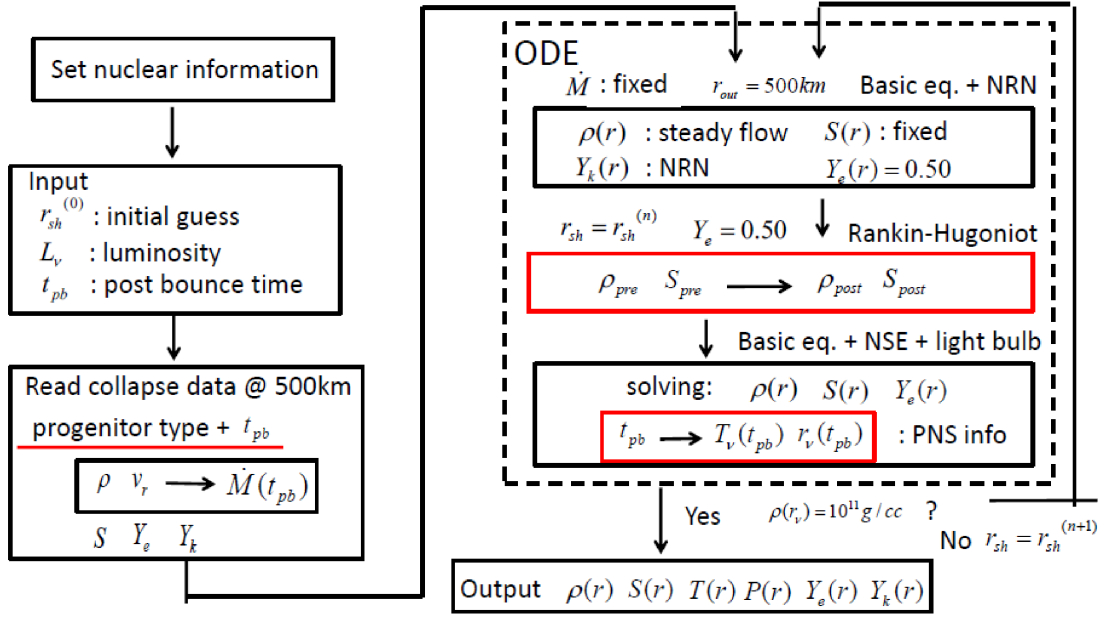 Set nuclear information
Input
r_sh^(0) : initial guess
L_ν : luminosity
t_pb : post bounce time
Read collapse data @ 500km
progenitor type + t_pb
ρ v_r → Ṁ(t_pb)
S Y_e Y_k
ODE
Ṁ : fixed r_out = 500km Basic eq. + NRN
ρ(r) : steady flow S(r) : fixed
Y_k(r) : NRN Y_e(r) = 0.50
r_sh = r_sh^(n) Y_e = 0.50 Rankin-Hugoniot
ρ_pre S_pre → ρ_post S_post
Basic eq. + NSE + light bulb
solving: ρ(r) S(r) Y_e(r)
t_pb → T_ν(t_pb) r_ν(t_pb) : PNS info
Yes ρ(r_ν) = 10^11 g/cc ?
No r_sh = r_sh^(n+1)
Output ρ(r) S(r) T(r) P(r) Y_e(r) Y_k(r)